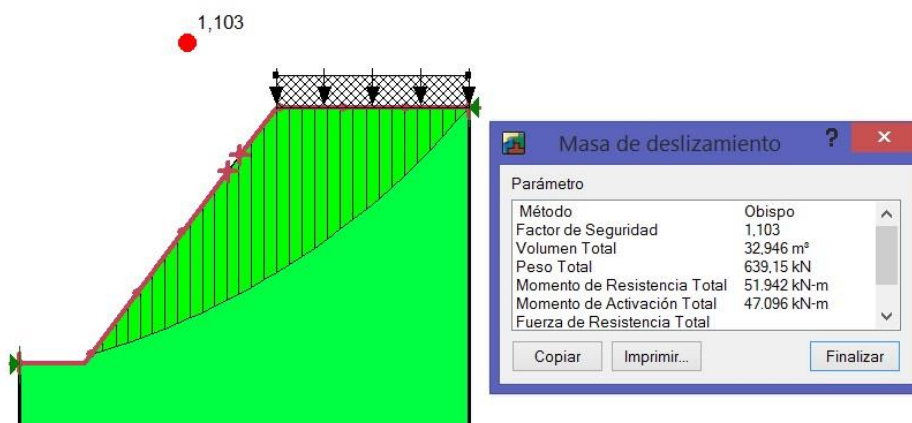 1,103
Masa de deslizamiento ? ×
Parámetro
Método Obispo
Factor de Seguridad 1,103
Volumen Total 32,946 m³
Peso Total 639,15 kN
Momento de Resistencia Total 51.942 kN-m
Momento de Activación Total 47.096 kN-m
Fuerza de Resistencia Total
Copiar Imprimir... Finalizar